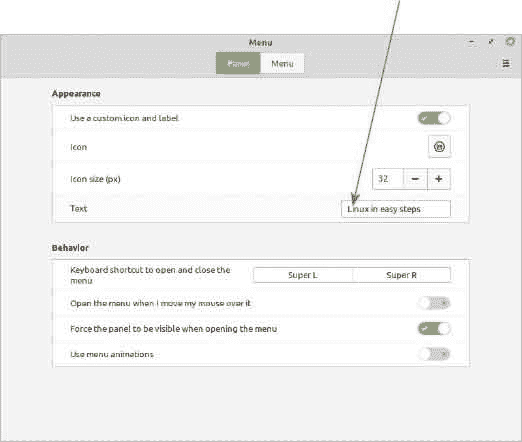 Menu
Panel Menu
Appearance
Use a custom icon and label
Icon
Icon size (px) 32 − +
Text Linux in easy steps
Behavior
Keyboard shortcut to open and close the
menu
Super L Super R
Open the menu when I move my mouse over it
Force the panel to be visible when opening the menu
Use menu animations